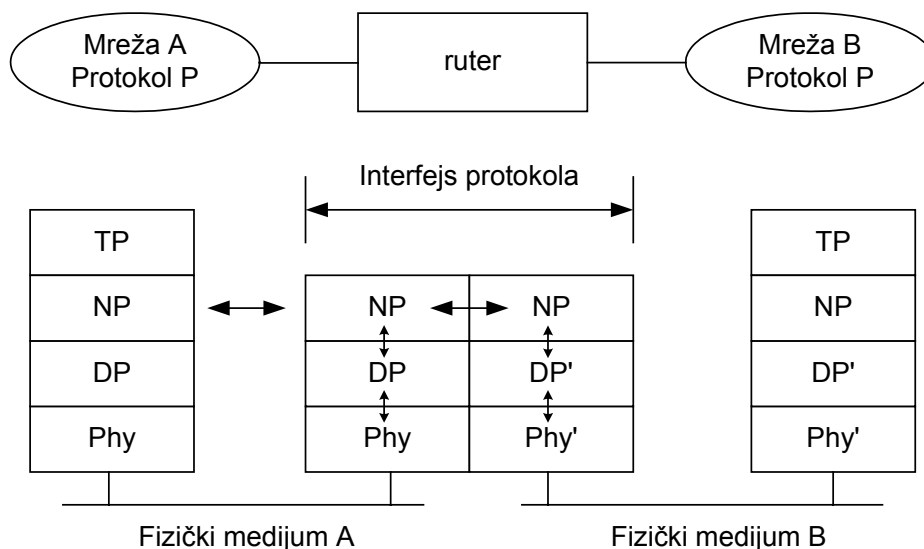 Mreža A
Protokol P
ruter
Mreža B
Protokol P
Interfejs protokola
TP
NP
DP
Phy
NP
NP
DP
DP'
Phy
Phy'
TP
NP
DP'
Phy'
Fizički medijum A
Fizički medijum B